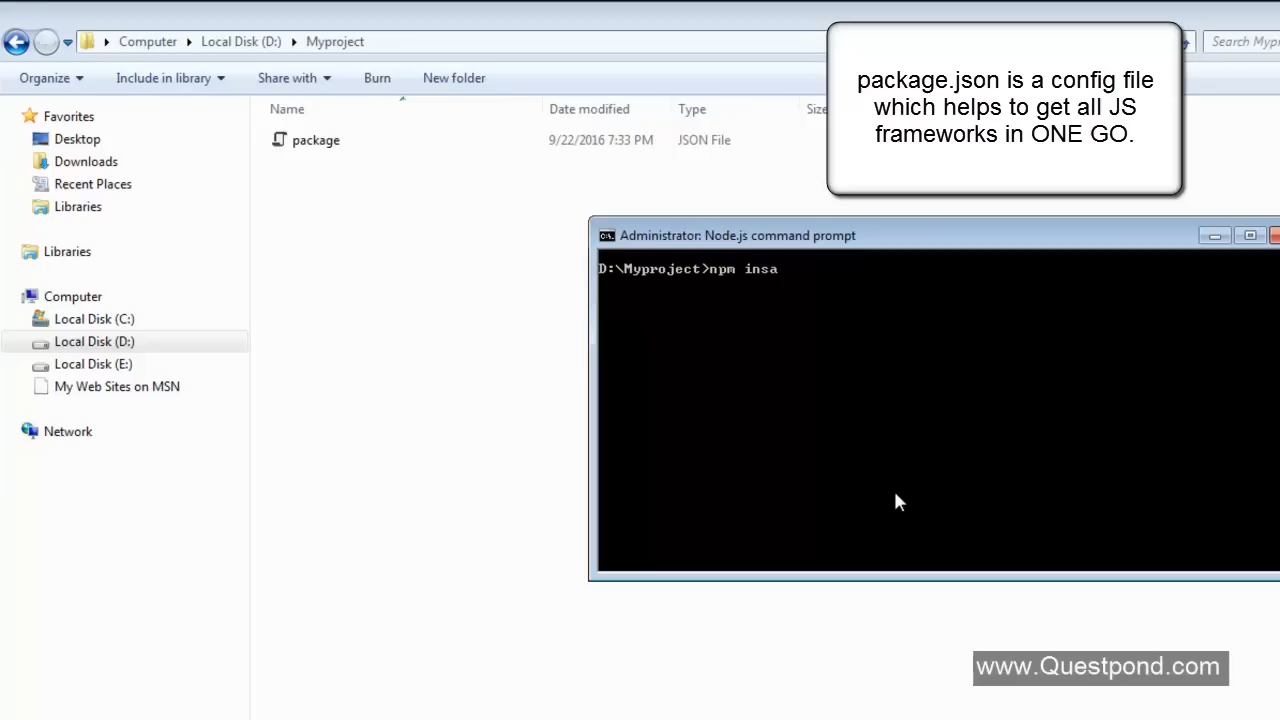 Computer Local Disk (D:) Myproject
Search Mypr
package.json is a config file
which helps to get all JS
frameworks in ONE GO.
Organize Include in library Share with Burn New folder
Name Date modified Type Size
package 9/22/2016 7:33 PM JSON File
Favorites
Desktop
Downloads
Recent Places
Libraries
Libraries
Computer
Local Disk (C:)
Local Disk (D:)
Local Disk (E:)
My Web Sites on MSN
Network
Administrator: Node.js command prompt
D:\Myproject>npm insa
www.Questpond.com